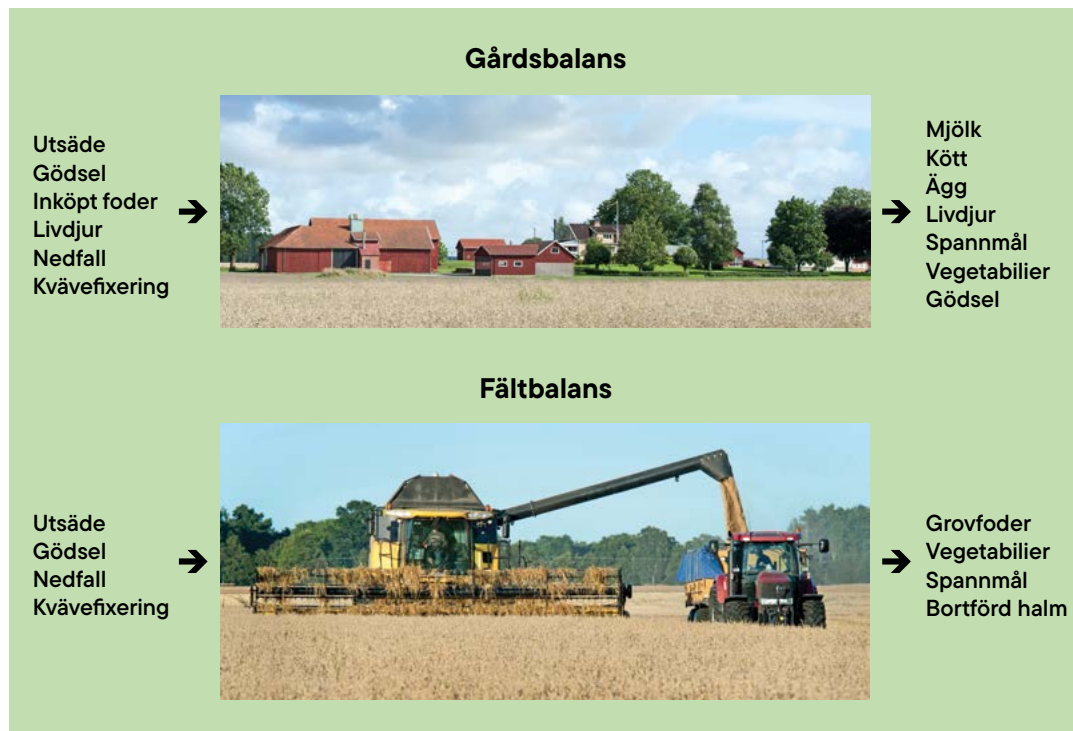 Gårdsbalans
Utsäde
Gödsel
Inköpt foder
Livdjur
Nedfall
Kvävefixering
Mjölk
Kött
Ägg
Livdjur
Spannmål
Vegetabilier
Gödsel
Fältbalans
Utsäde
Gödsel
Nedfall
Kvävefixering
Grovfoder
Vegetabilier
Spannmål
Bortförd halm